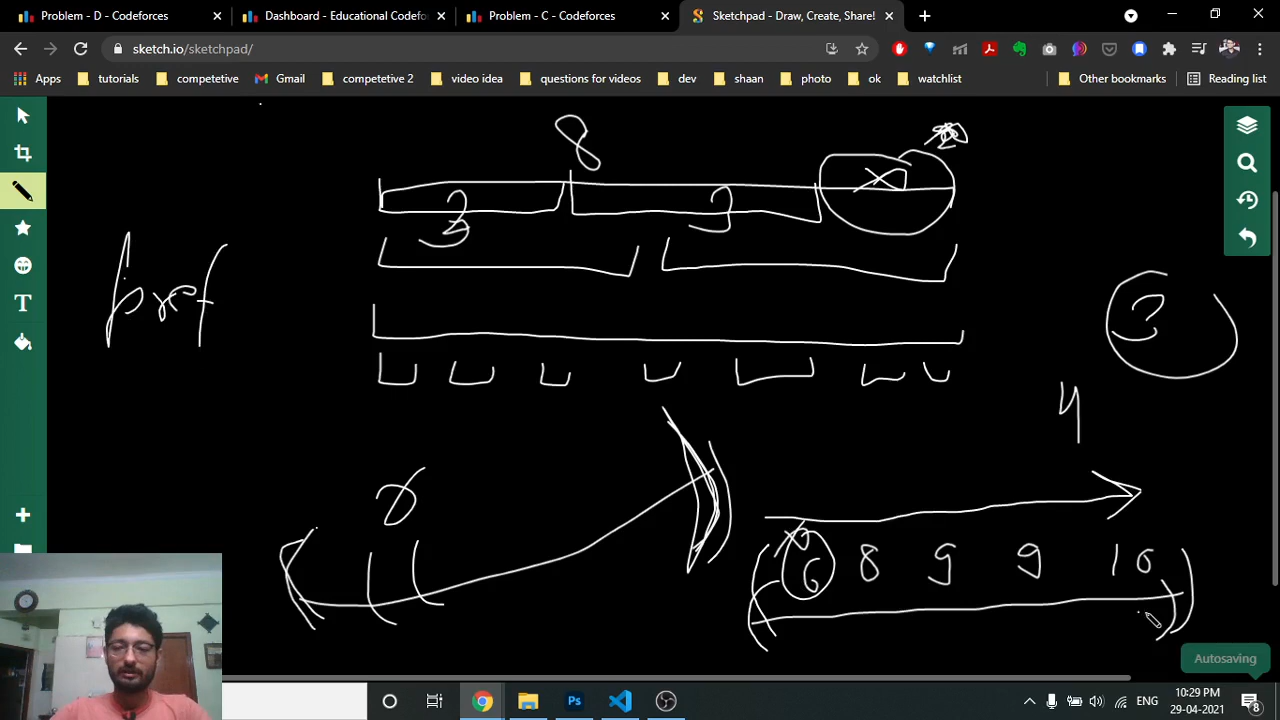 Problem - D - Codeforces
Dashboard - Educational Codef
Problem - C - Codeforces
Sketchpad - Draw, Create, Share!
sketch.io/sketchpad/
Apps
tutorials
competetive
Gmail
competetive 2
video idea
questions for videos
dev
shaan
photo
ok
watchlist
Other bookmarks
Reading list
8
3 3
pref
3
4
6 8 9 9 10
T
Autosaving
ENG
10:29 PM
29-04-2021
8